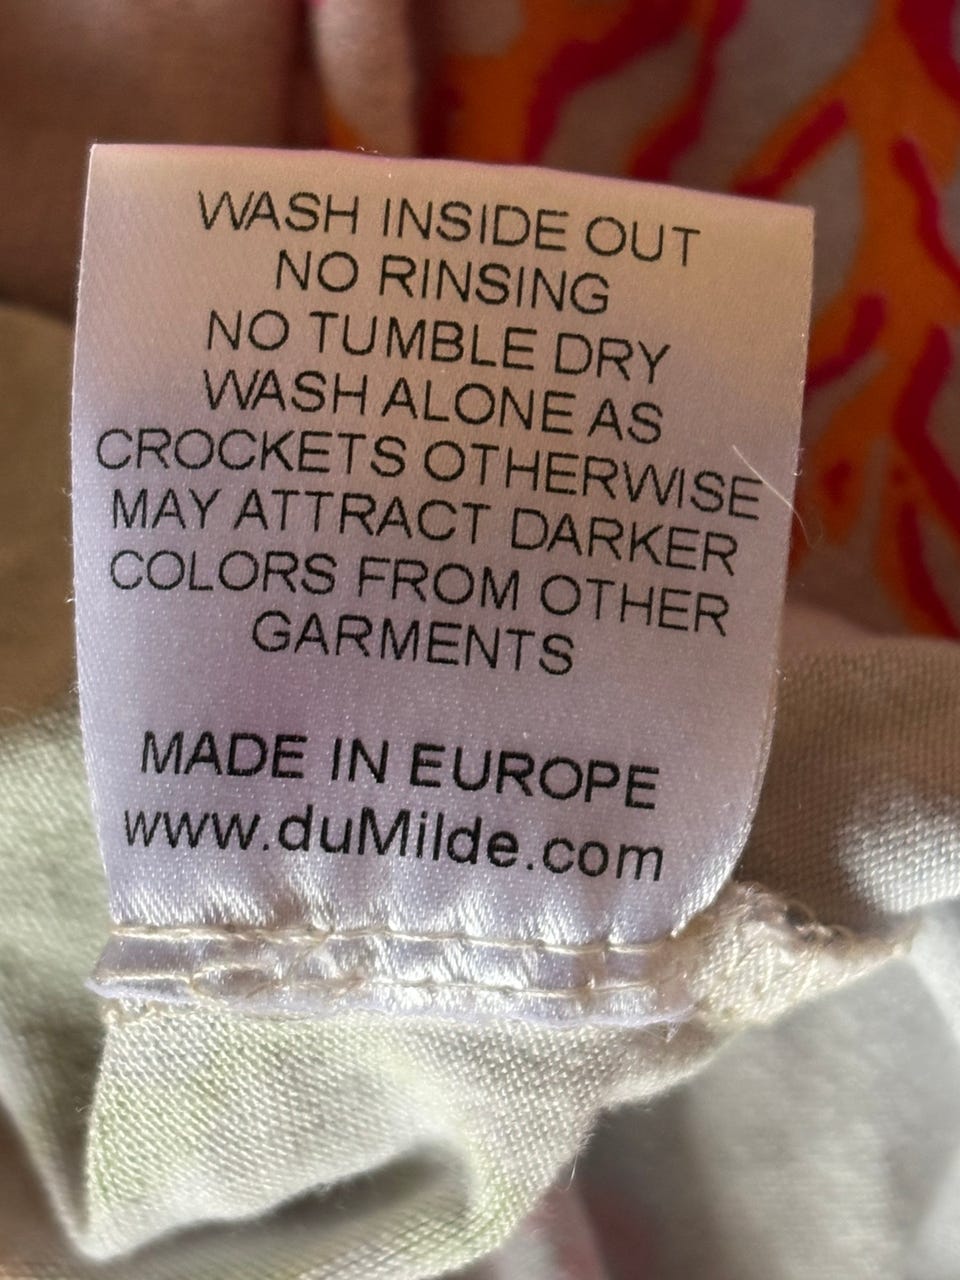 WASH INSIDE OUT
NO RINSING
NO TUMBLE DRY
WASH ALONE AS
CROCKETS OTHERWISE
MAY ATTRACT DARKER
COLORS FROM OTHER
GARMENTS
MADE IN EUROPE
www.duMilde.com